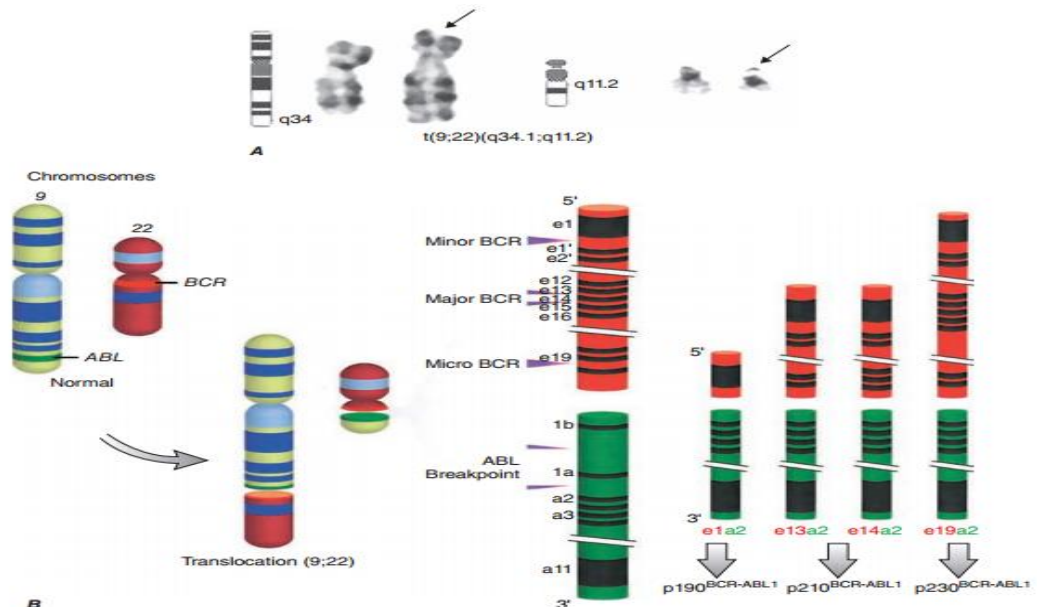 q34
q11.2
t(9;22)(q34.1;q11.2)
A
Chromosomes
9
22
BCR
ABL
Normal
Translocation (9;22)
B
5'
e1
Minor BCR
e1'
e2'
e12
e13
Major BCR
e14
e15
e16
e19
Micro BCR
1b
ABL
Breakpoint
1a
a2
a3
a11
3'
5'
3'
e1a2 e13a2 e14a2 e19a2
p190BCR-ABL1 p210BCR-ABL1 p230BCR-ABL1